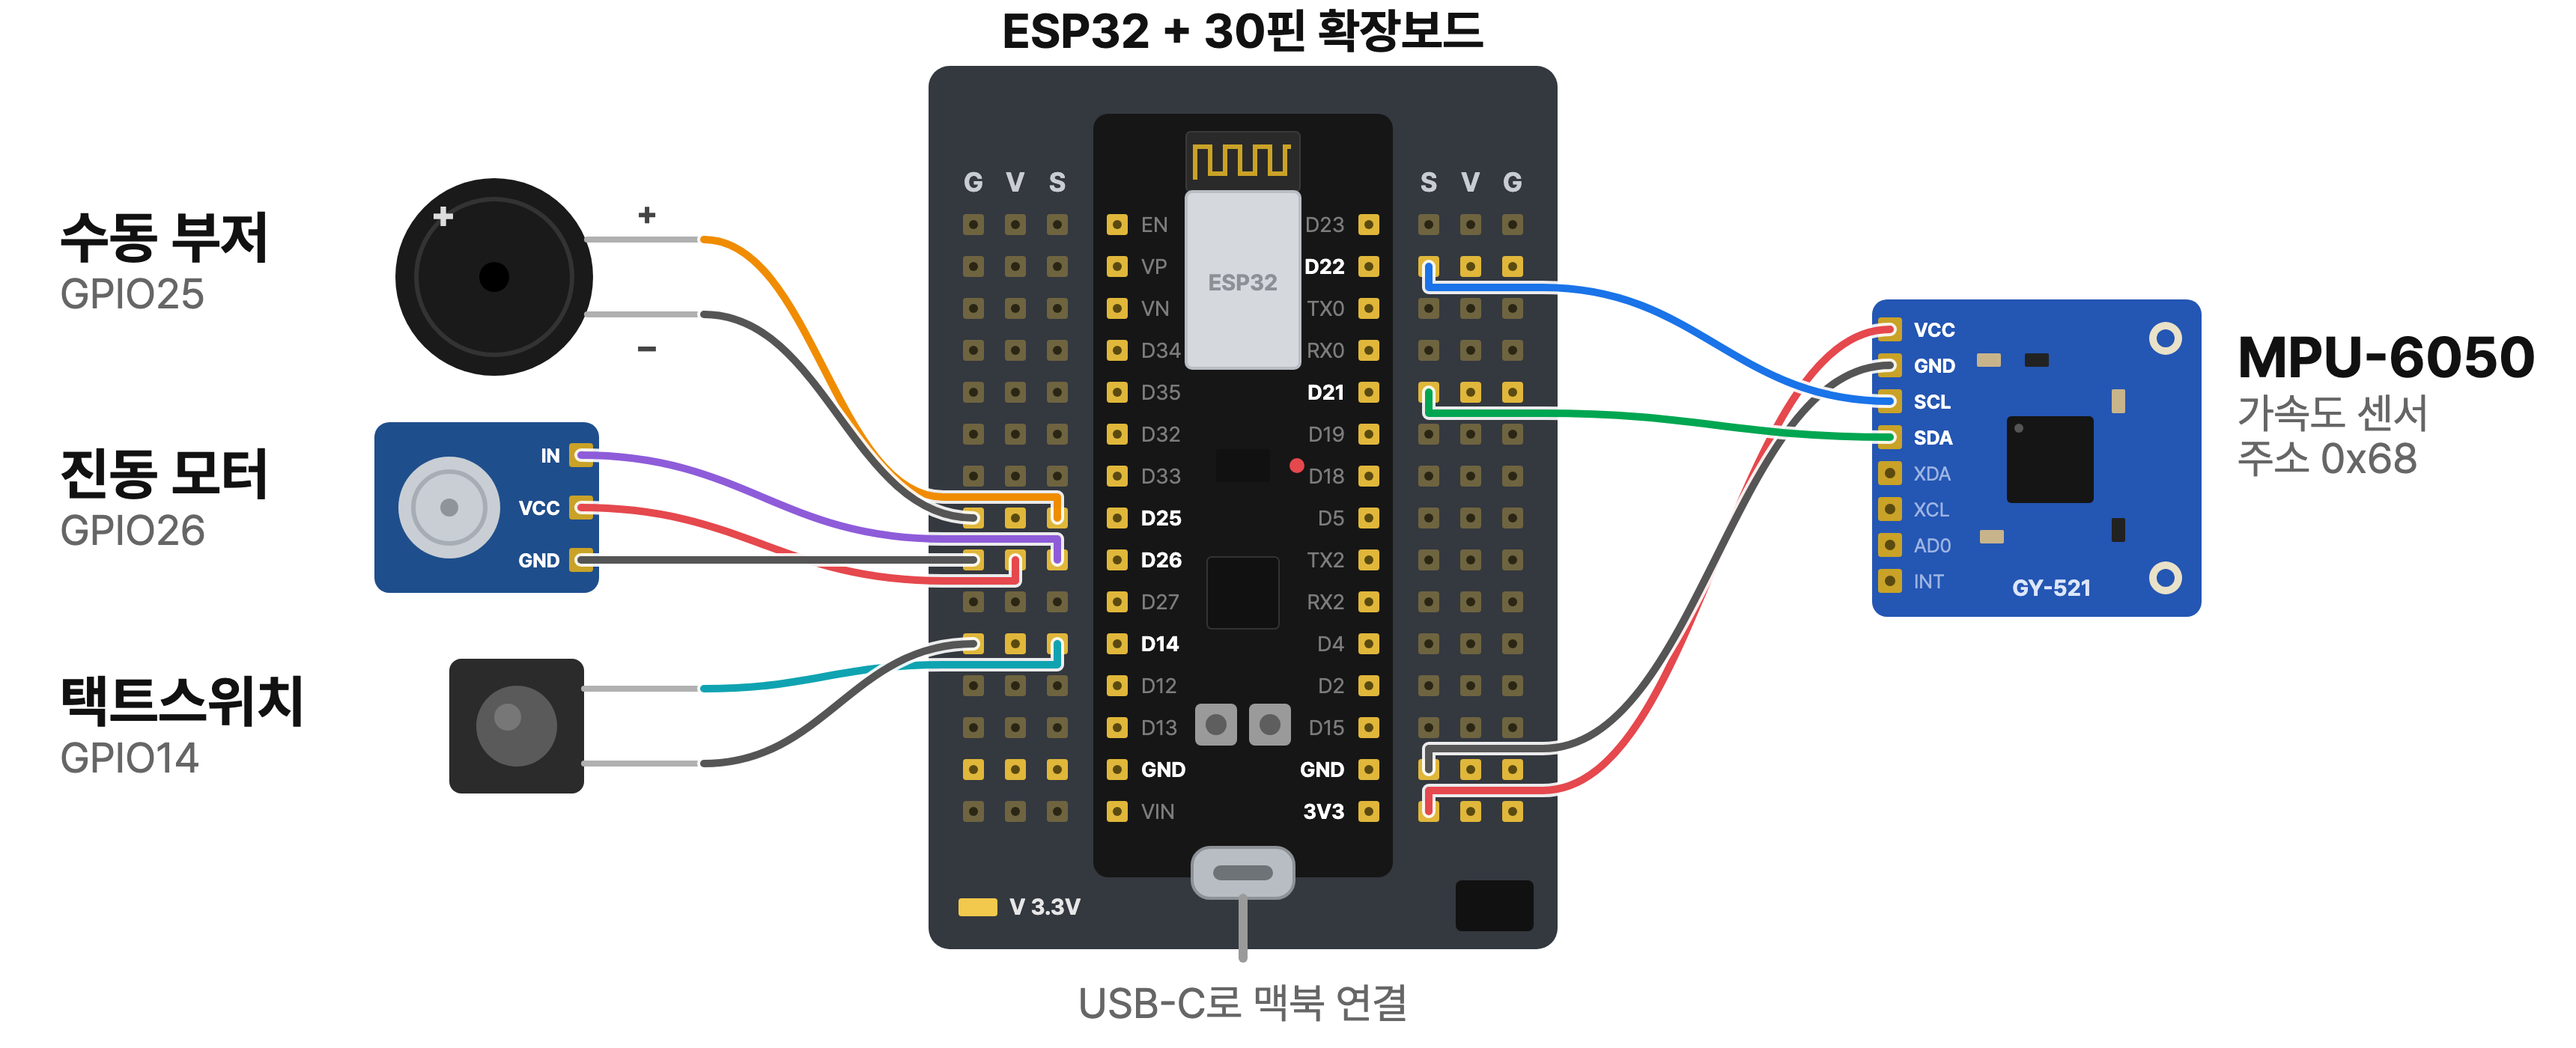 ESP32 + 30핀 확장보드
수동 부저
GPIO25
+
+
−
진동 모터
GPIO26
IN
VCC
GND
택트스위치
GPIO14
G V S
S V G
ESP32
EN
VP
VN
D34
D35
D32
D33
D25
D26
D27
D14
D12
D13
GND
VIN
D23
D22
TX0
RX0
D21
D19
D18
D5
TX2
RX2
D4
D2
D15
GND
3V3
V 3.3V
USB-C로 맥북 연결
VCC
GND
SCL
SDA
XDA
XCL
AD0
INT
GY-521
MPU-6050
가속도 센서
주소 0x68